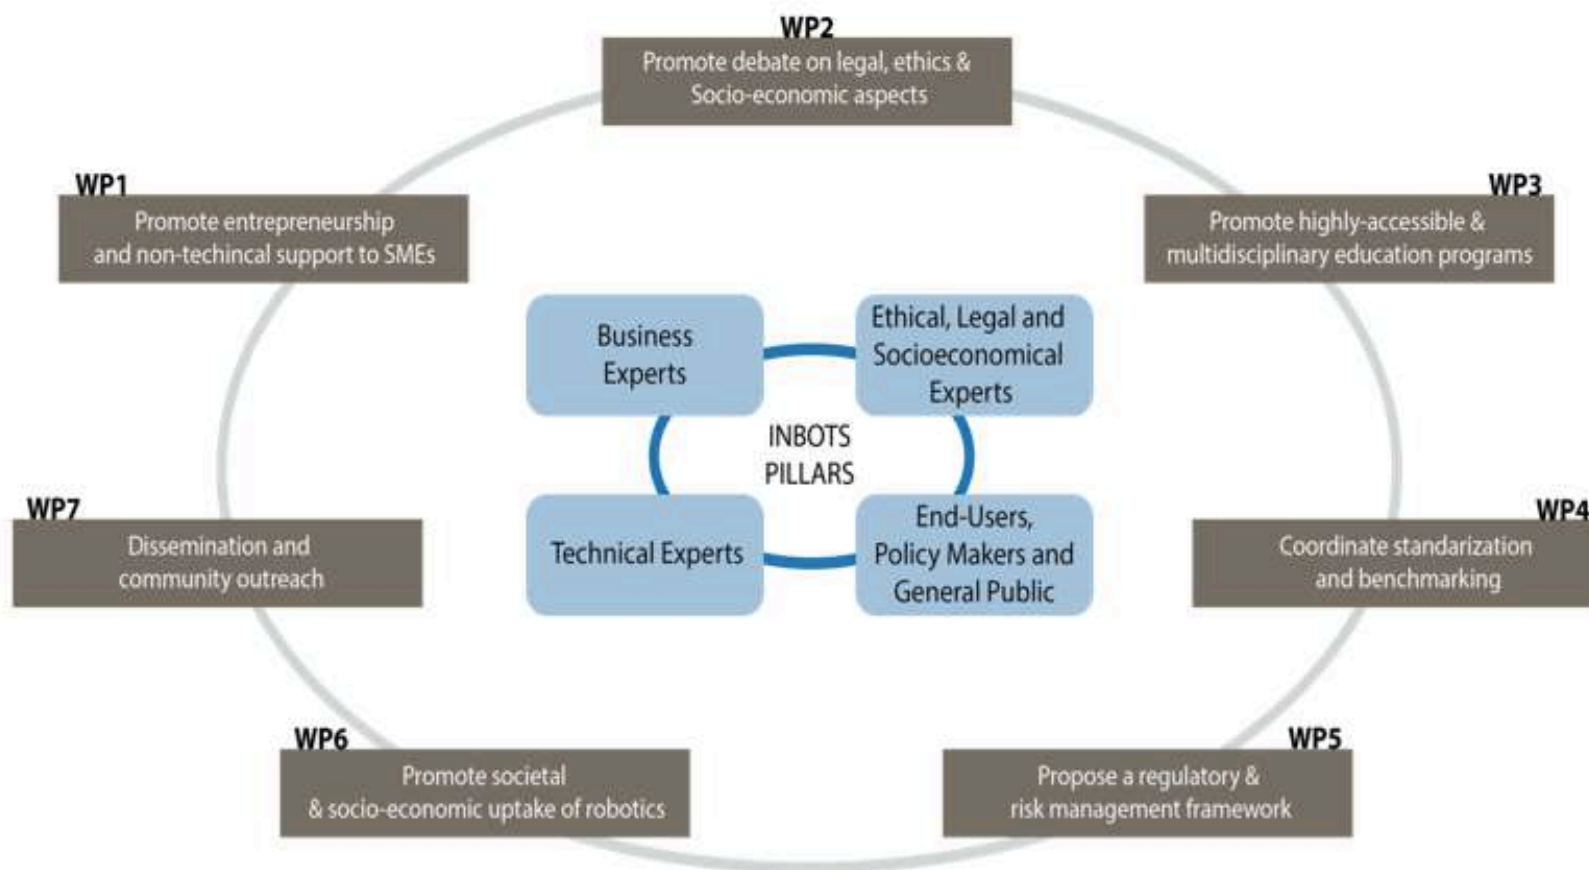 WP2
Promote debate on legal, ethics &
Socio-economic aspects
WP1
Promote entrepreneurship
and non-techincal support to SMEs
WP3
Promote highly-accessible &
multidisciplinary education programs
Business
Experts
Ethical, Legal and
Socioeconomical
Experts
INBOTS
PILLARS
Technical Experts
End-Users,
Policy Makers and
General Public
WP7
Dissemination and
community outreach
WP4
Coordinate standarization
and benchmarking
WP6
Promote societal
& socio-economic uptake of robotics
WP5
Propose a regulatory &
risk management framework